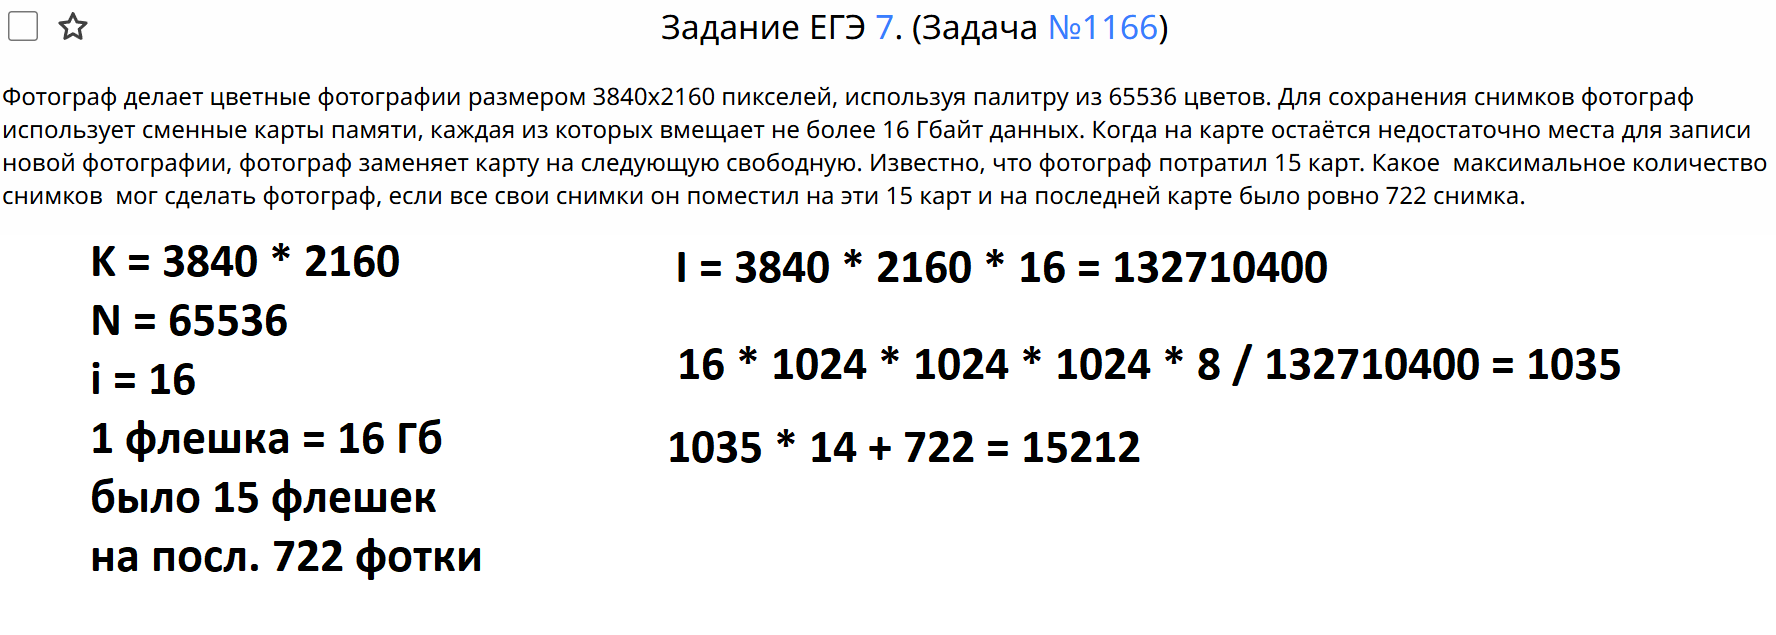 Задание ЕГЭ 7. (Задача №1166)
Фотограф делает цветные фотографии размером 3840x2160 пикселей, используя палитру из 65536 цветов. Для сохранения снимков фотограф
использует сменные карты памяти, каждая из которых вмещает не более 16 Гбайт данных. Когда на карте остаётся недостаточно места для записи
новой фотографии, фотограф заменяет карту на следующую свободную. Известно, что фотограф потратил 15 карт. Какое максимальное количество
снимков мог сделать фотограф, если все свои снимки он поместил на эти 15 карт и на последней карте было ровно 722 снимка.
K = 3840 * 2160
N = 65536
i = 16
1 флешка = 16 Гб
было 15 флешек
на посл. 722 фотки
I = 3840 * 2160 * 16 = 132710400
16 * 1024 * 1024 * 1024 * 8 / 132710400 = 1035
1035 * 14 + 722 = 15212